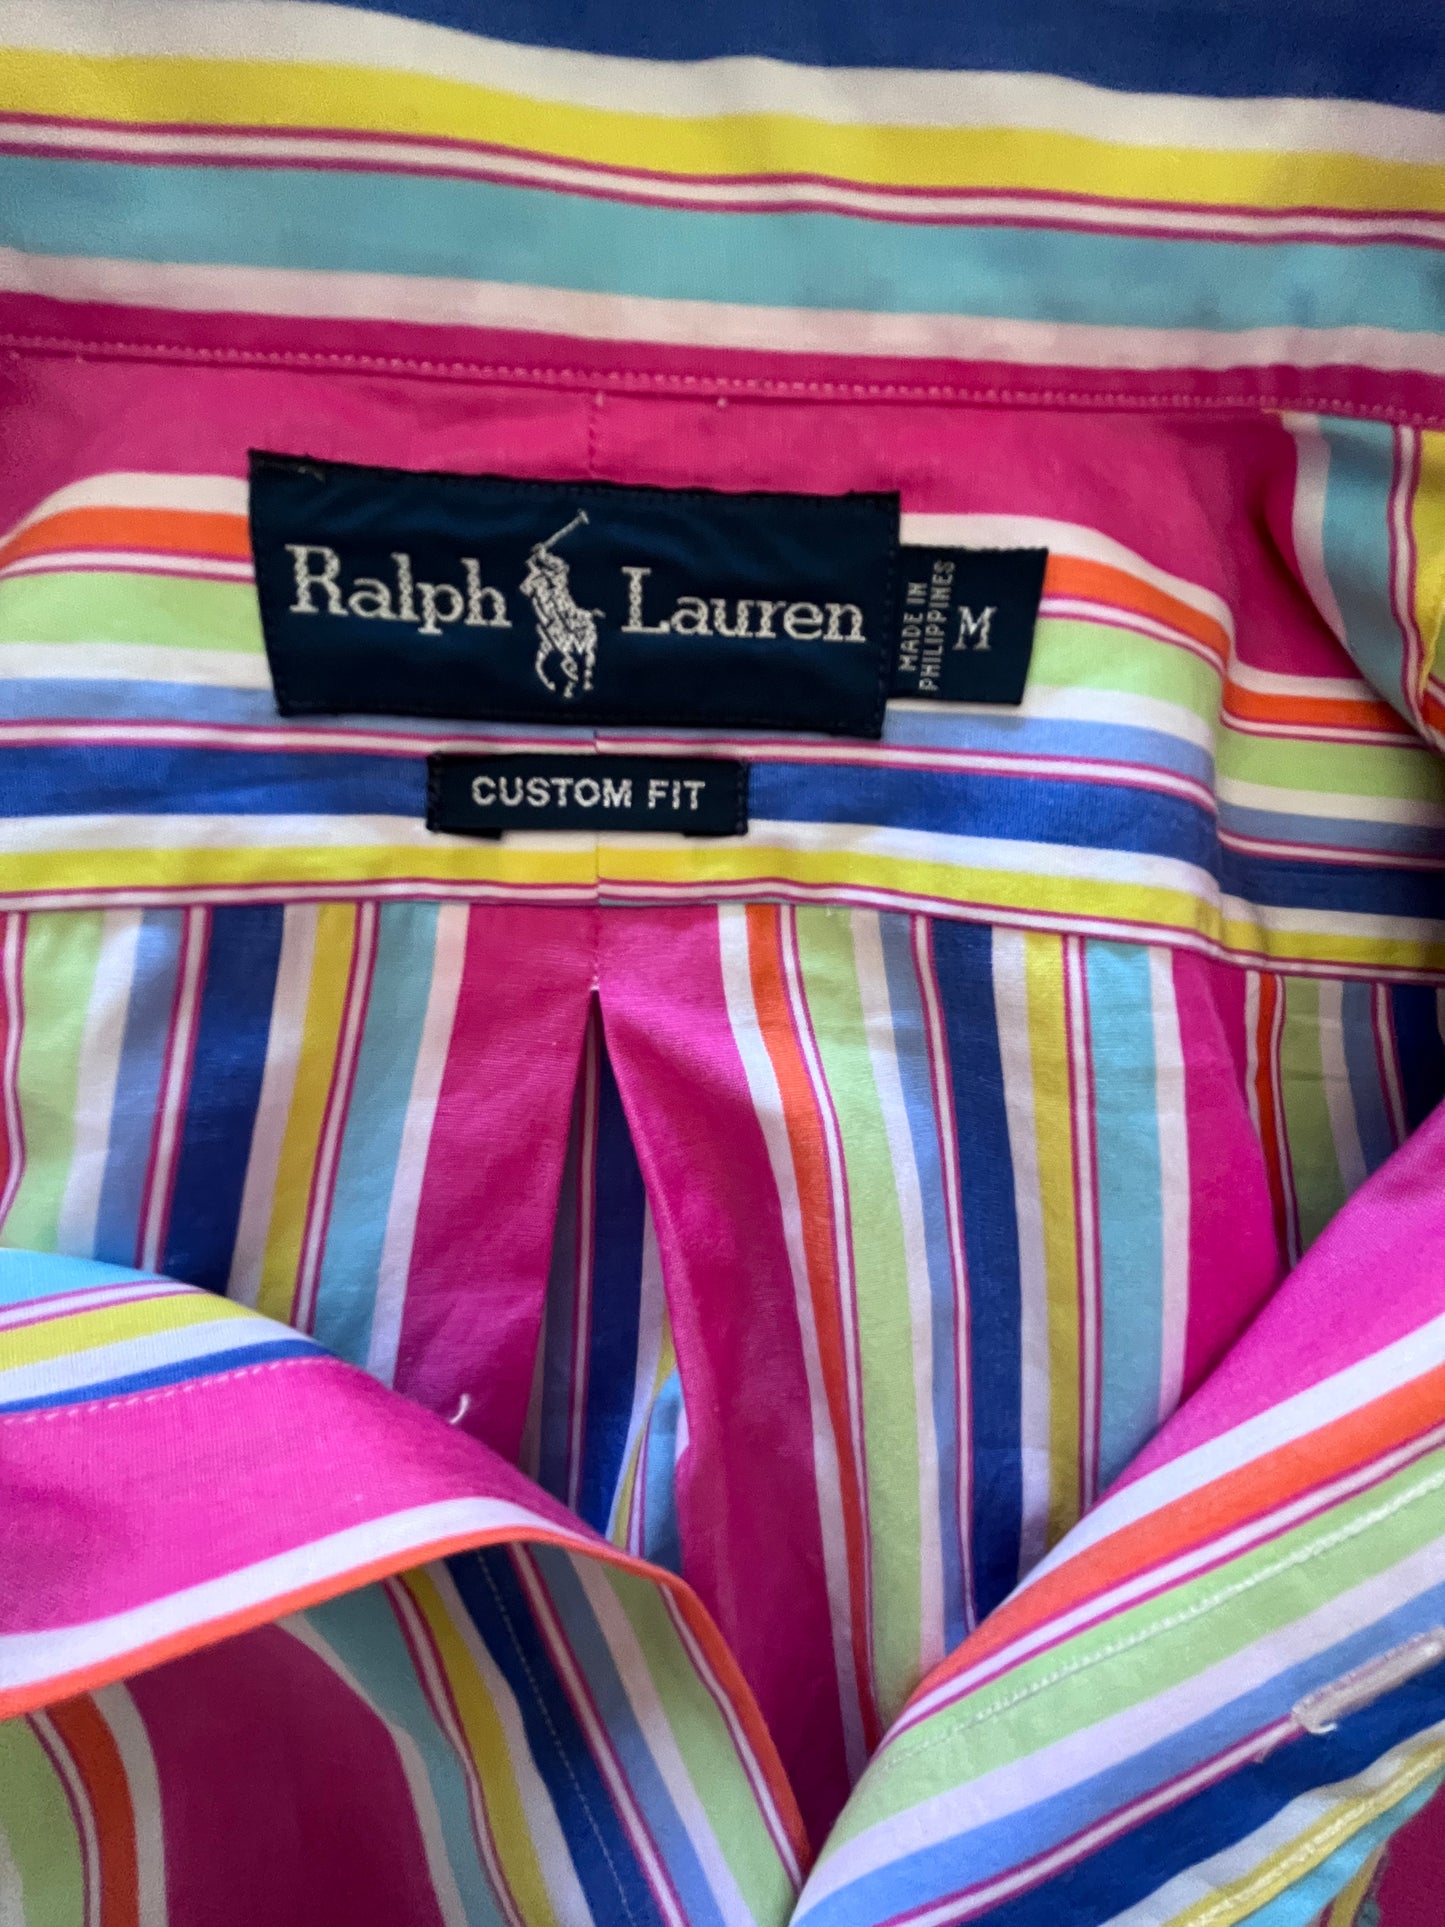 Ralph Lauren
MADE IN
PHILIPPINES
M
CUSTOM FIT